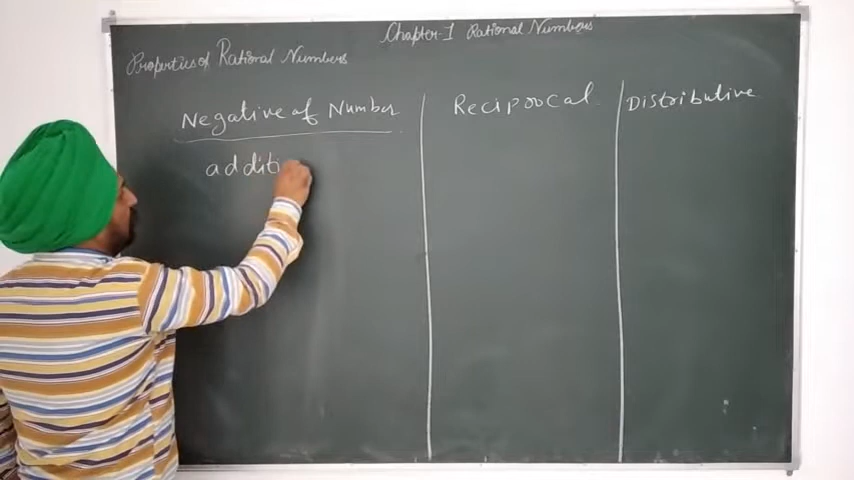 Chapter-1 Rational Numbers
Properties of Rational Numbers
Negative of Number
Reciprocal
Distributive
additi